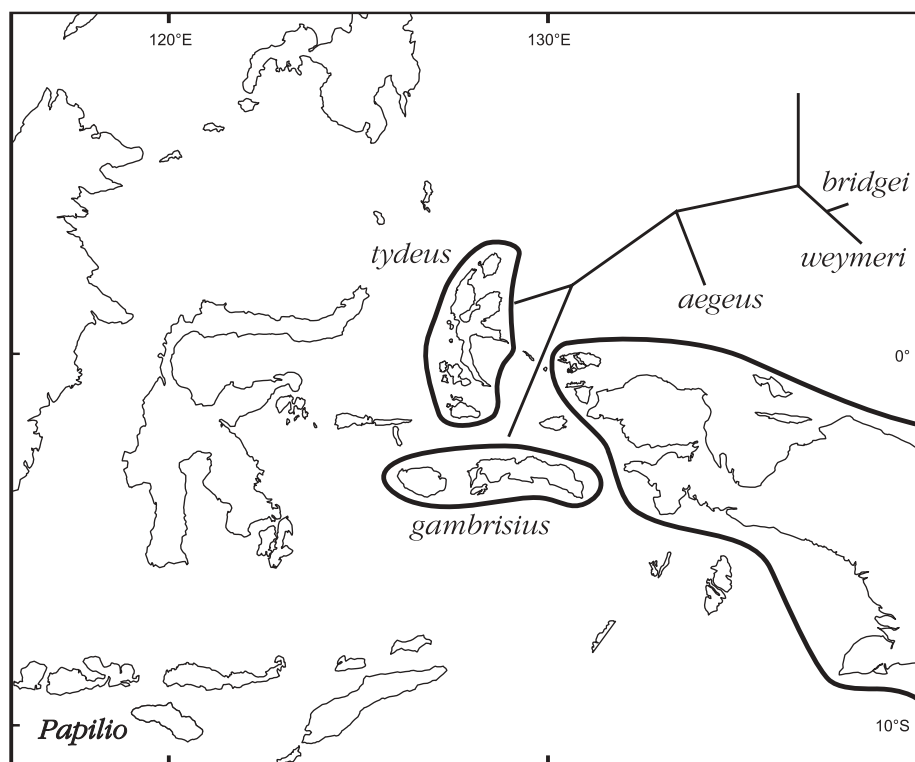 120°E
130°E
bridgei
tydeus
weymeri
aegeus
0°
gambrisius
Papilio
10°S